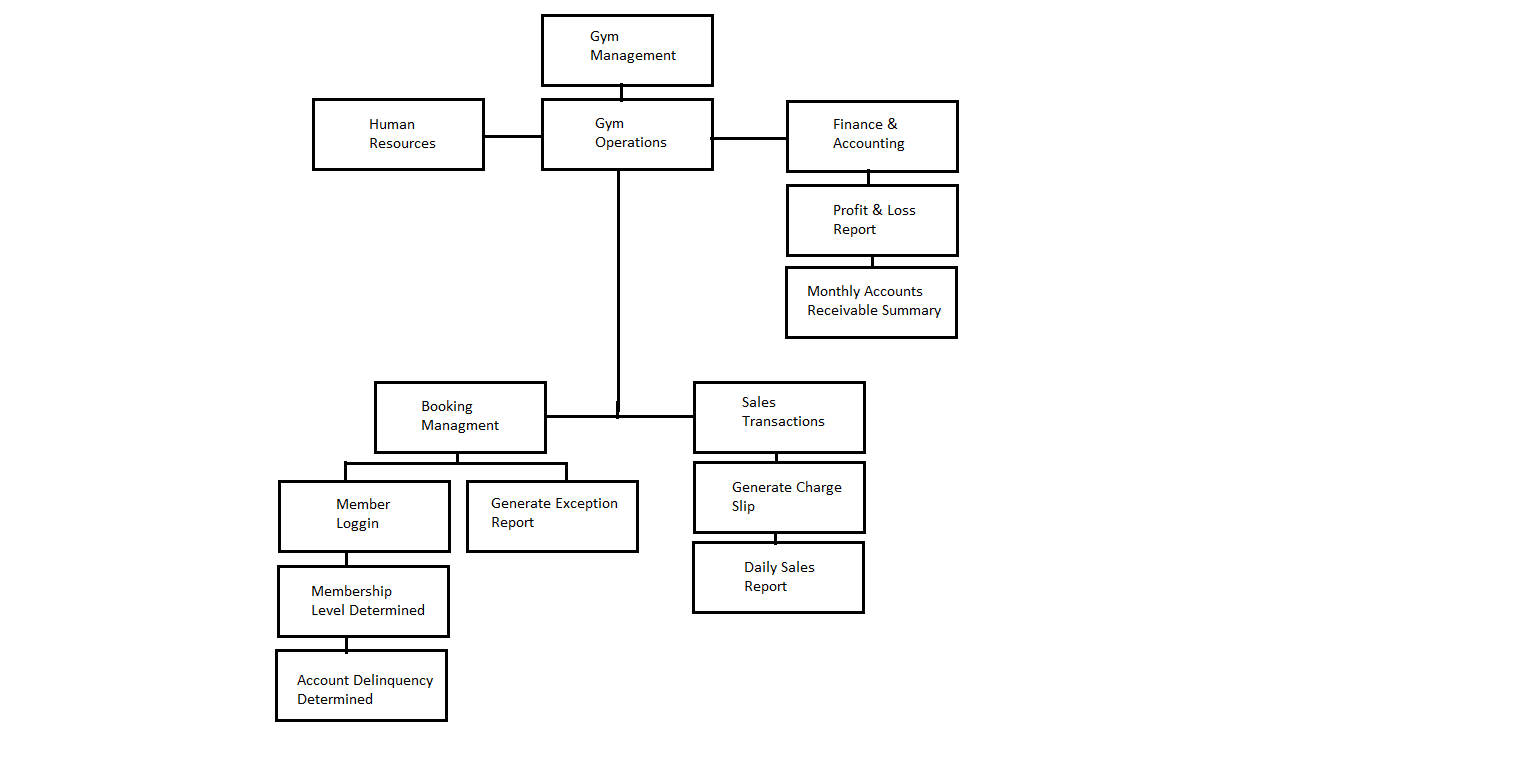 Gym
Management
Human
Resources
Gym
Operations
Finance &
Accounting
Profit & Loss
Report
Monthly Accounts
Receivable Summary
Booking
Managment
Sales
Transactions
Member
Loggin
Generate Exception
Report
Generate Charge
Slip
Membership
Level Determined
Daily Sales
Report
Account Delinquency
Determined